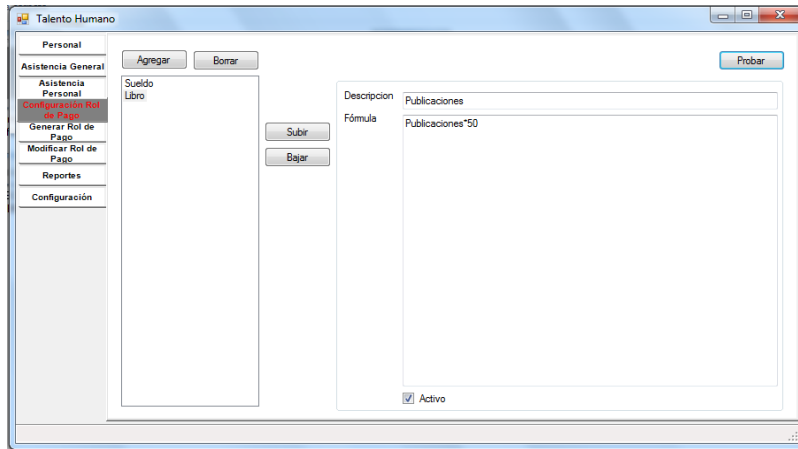 Talento Humano
Personal
Asistencia General
Asistencia
Personal
Configuración Rol
de Pago
Generar Rol de
Pago
Modificar Rol de
Pago
Reportes
Configuración
Agregar
Borrar
Probar
Sueldo
Libro
Subir
Bajar
Descripcion
Publicaciones
Fórmula
Publicaciones*50
Activo